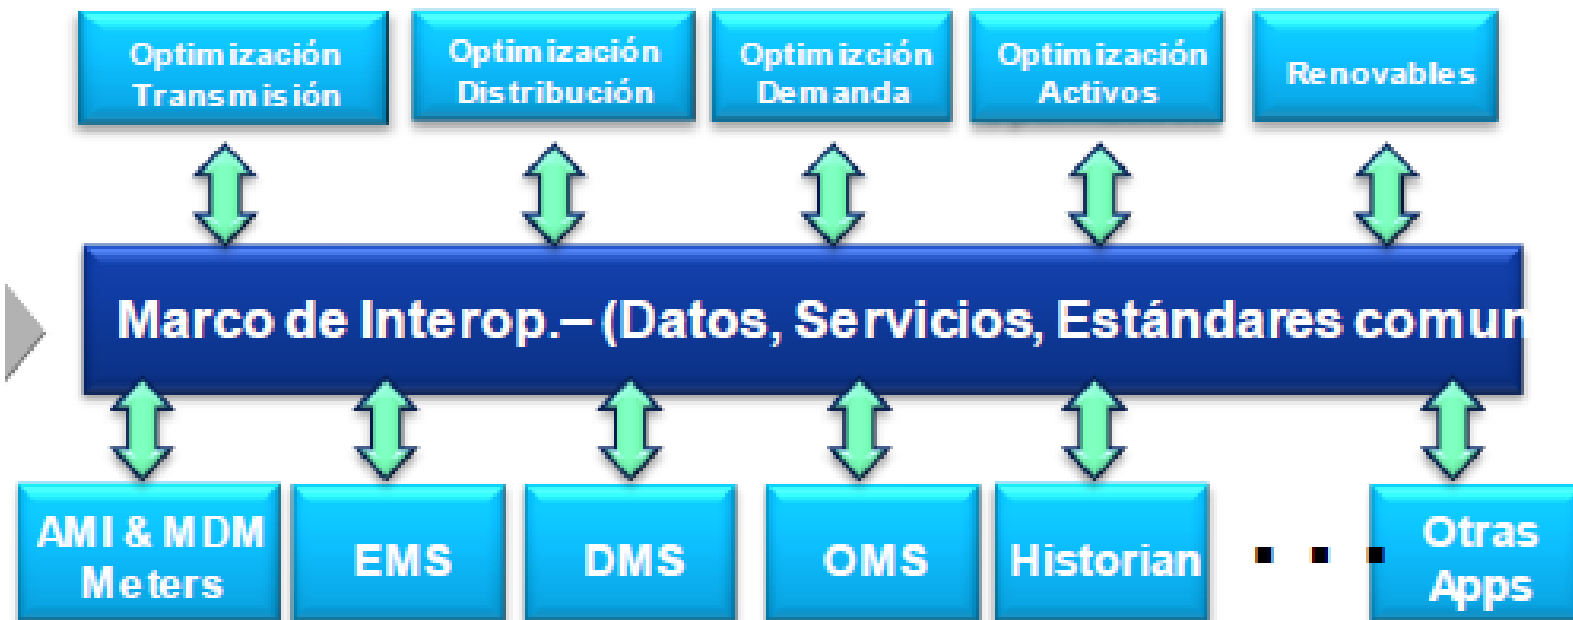 Optimización
Transmisión
Optimización
Distribución
Optimizción
Demanda
Optimización
Activos
Renovables
Marco de Interop.– (Datos, Servicios, Estándares comun
AMI & MDM
Meters
EMS
DMS
OMS
Historian
. . .
Otras
Apps